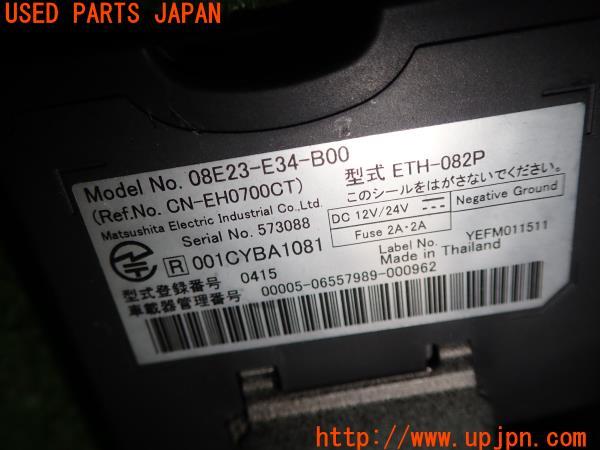 USED PARTS JAPAN
Model No. 08E23-E34-B00
(Ref.No. CN-EH0700CT)
型式 ETH-082P
Matsushita Electric Industrial Co.,Ltd.
このシールをはがさないでください。
Serial No. 573088
DC 12V/24V
Negative Ground
Fuse 2A・2A
R 001CYBA1081
Label No.
YEFM011511
Made in Thailand
型式登録番号 0415
車載器管理番号 00005-06557989-000962
http://www.upjpn.com/